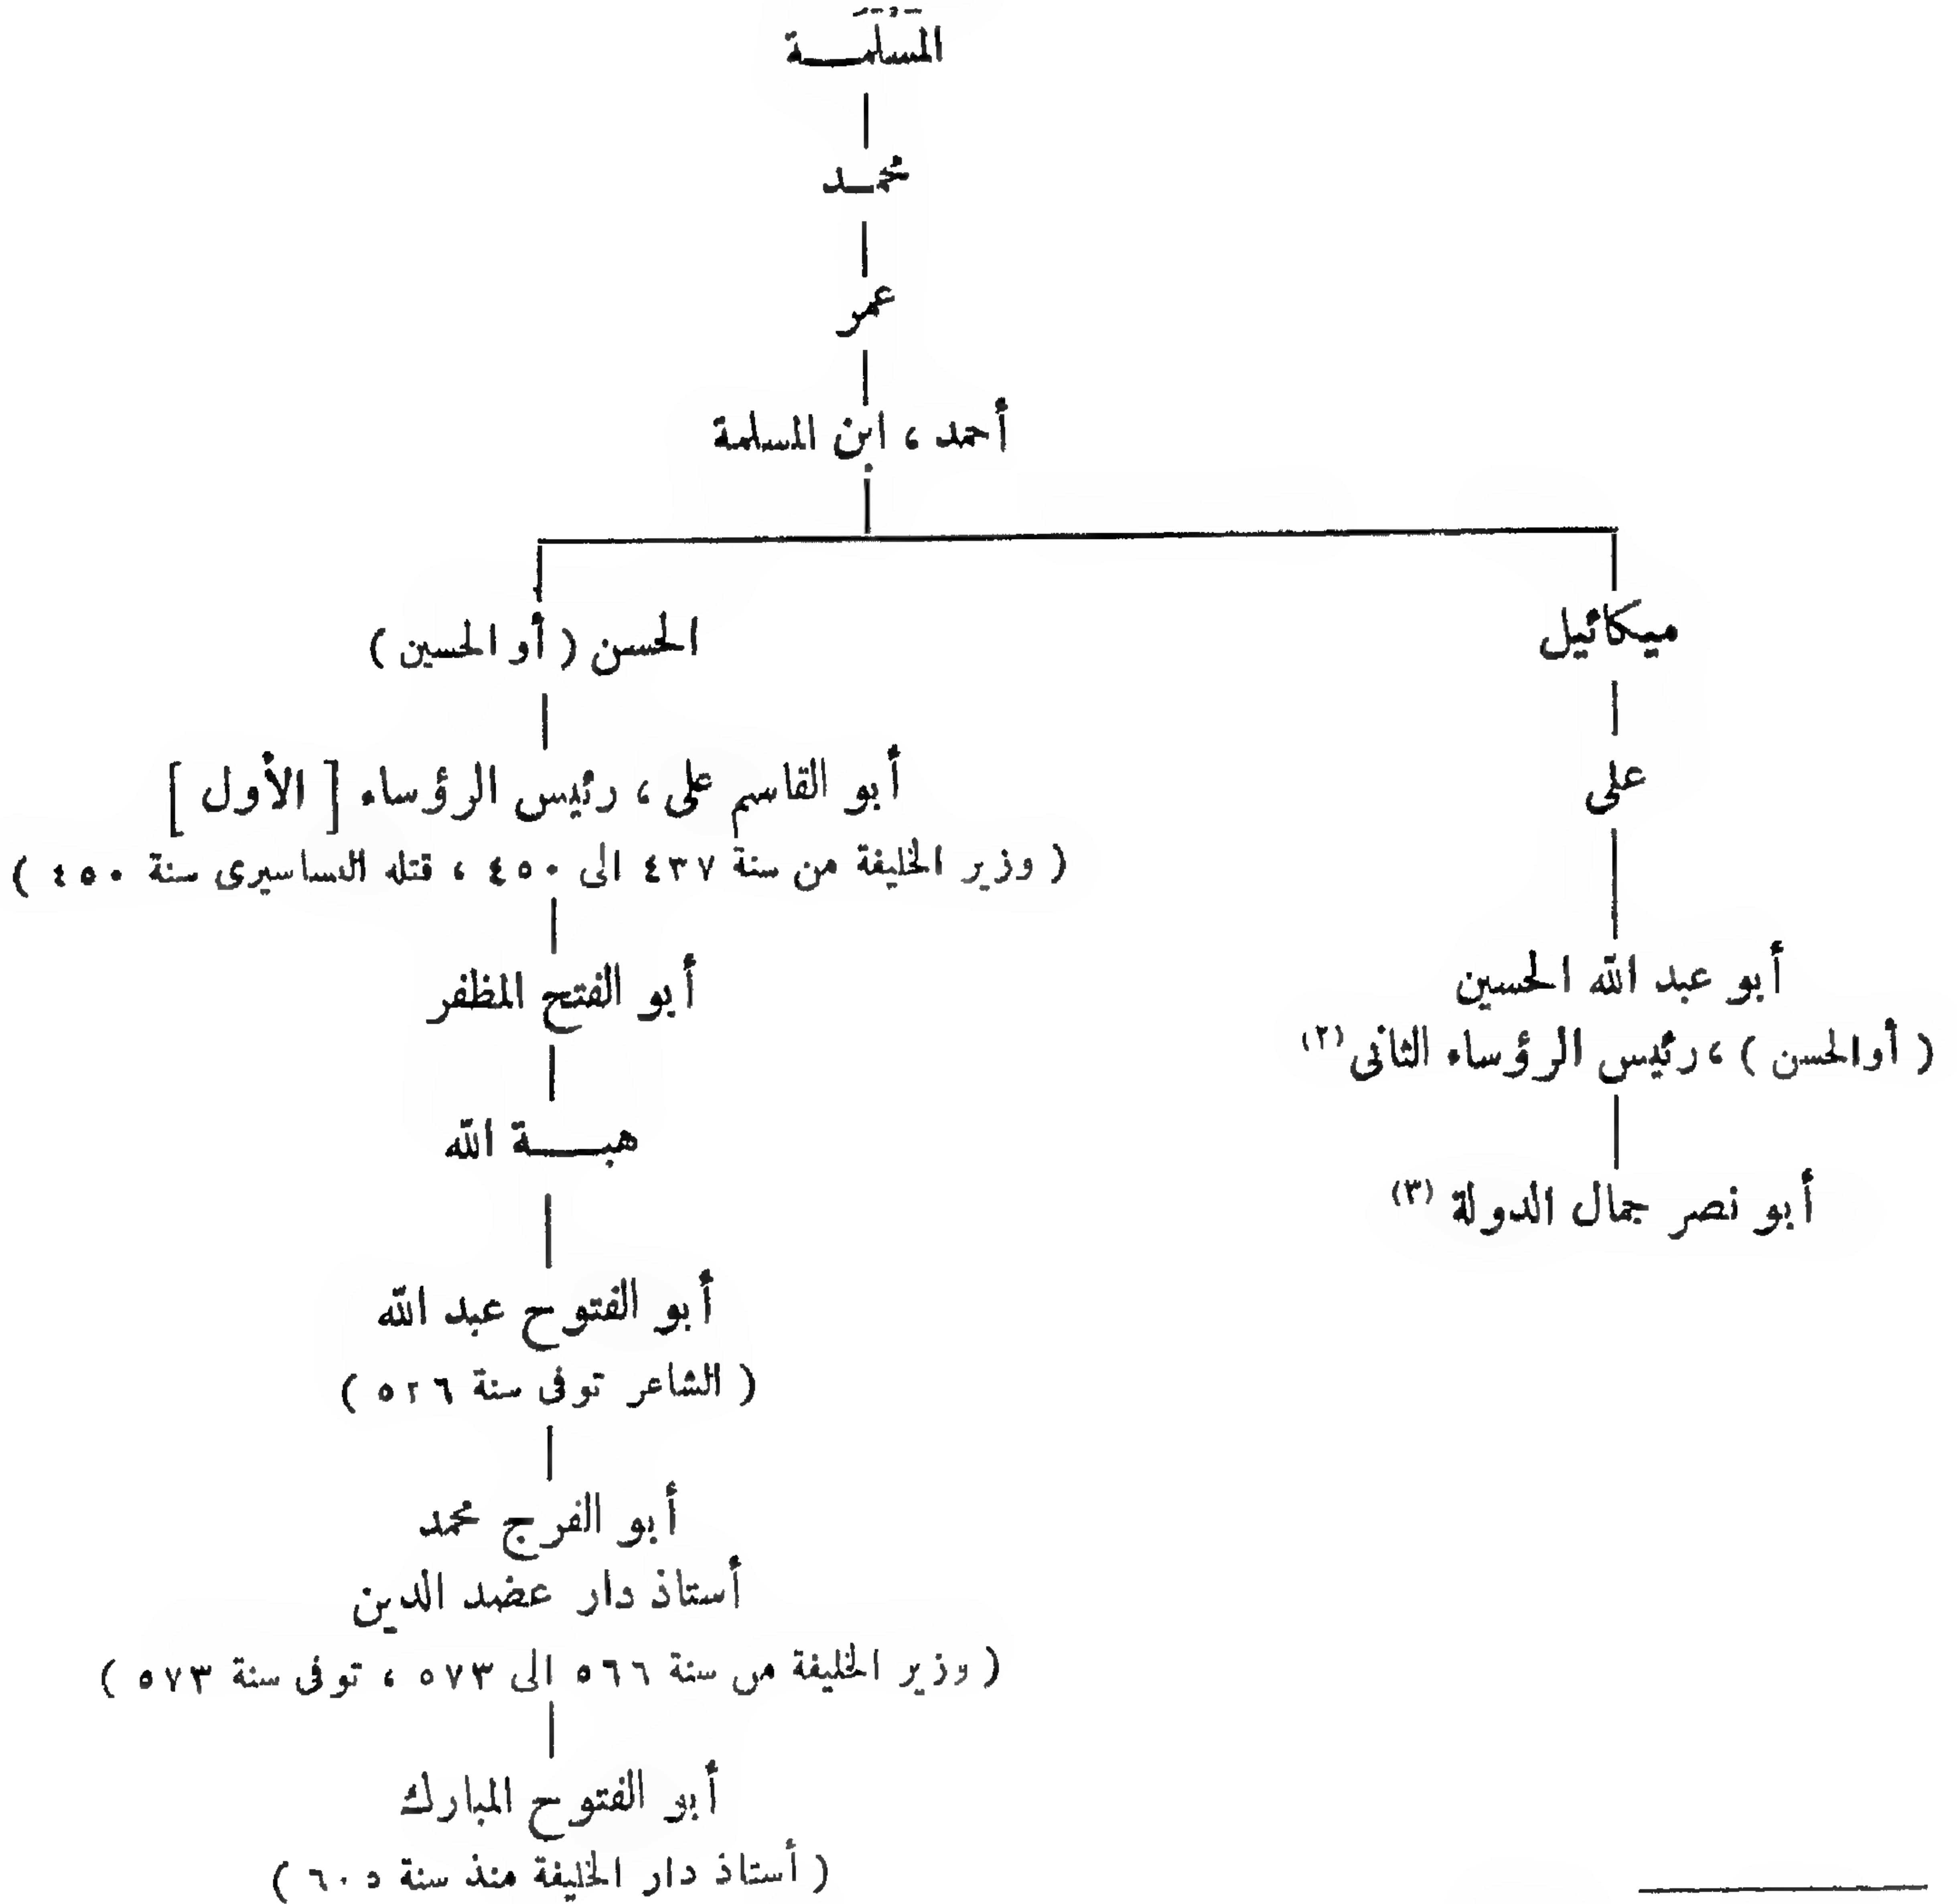 المَسْلَمَـــة
محمـد
عمر
أحمد ، ابن المسلمة
ميكائيل
على
أبو عبد الله الحسين
( أو الحسن ) ، رئيس الرؤساء الثانى (٢)
أبو نصر جمال الدولة (٣)
الحسن ( أو الحسين )
أبو القاسم على ، رئيس الرؤساء [ الأول ]
( وزير الخليفة من سنة ٤٣٧ الى ٤٥٠ ، قتله البساسيرى سنة ٤٥٠ )
أبو الفتح المظفر
هبـــة الله
أبو الفتوح عبد الله
( الشاعر توفى سنة ٥٢٦ )
أبو الفرج محمد
أستاذ دار عضد الدين
( وزير الخليفة من سنة ٥٦٦ الى ٥٧٣ ، توفى سنة ٥٧٣ )
أبو الفتوح المبارك
( أستاذ دار الخليفة منذ سنة ٦٠٥ )